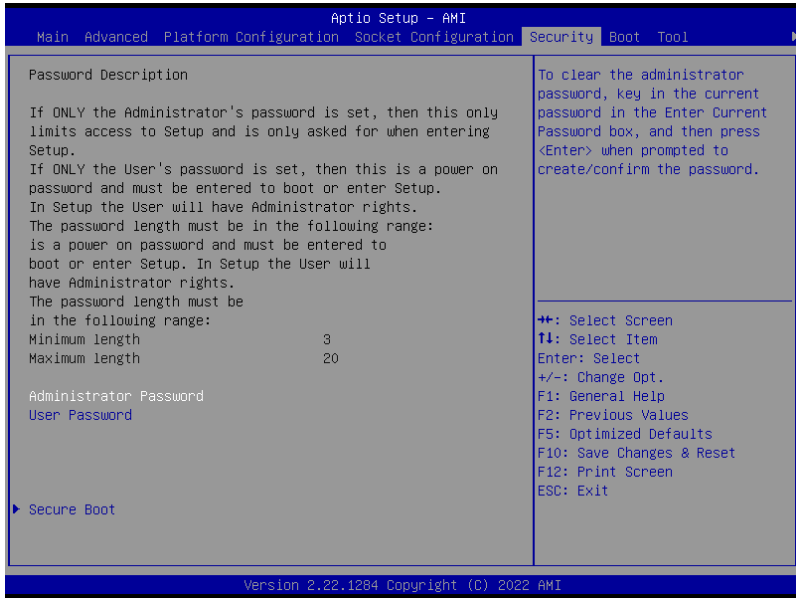 Aptio Setup – AMI
Main Advanced Platform Configuration Socket Configuration Security Boot Tool
Password Description
If ONLY the Administrator's password is set, then this only
limits access to Setup and is only asked for when entering
Setup.
If ONLY the User's password is set, then this is a power on
password and must be entered to boot or enter Setup.
In Setup the User will have Administrator rights.
The password length must be in the following range:
is a power on password and must be entered to
boot or enter Setup. In Setup the User will
have Administrator rights.
The password length must be
in the following range:
Minimum length 3
Maximum length 20
Administrator Password
User Password
Secure Boot
To clear the administrator
password, key in the current
password in the Enter Current
Password box, and then press
<Enter> when prompted to
create/confirm the password.
→←: Select Screen
↑↓: Select Item
Enter: Select
+/-: Change Opt.
F1: General Help
F2: Previous Values
F5: Optimized Defaults
F10: Save Changes & Reset
F12: Print Screen
ESC: Exit
Version 2.22.1284 Copyright (C) 2022 AMI